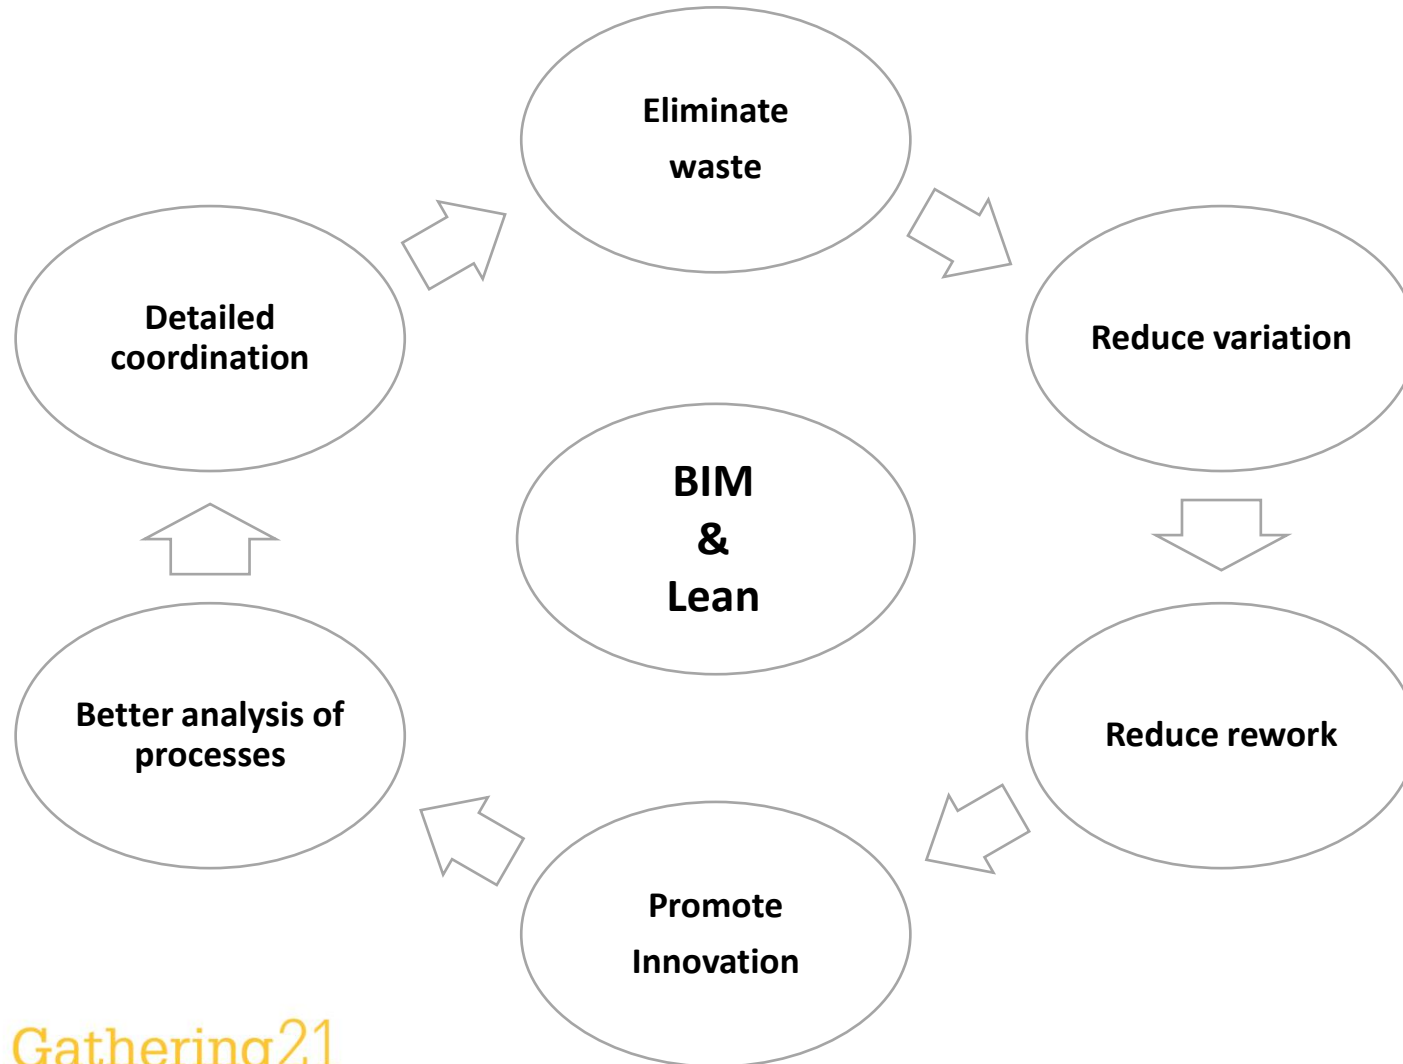 Eliminate
waste
Detailed
coordination
Reduce variation
BIM
&
Lean
Better analysis of
processes
Reduce rework
Promote
Innovation
Gathering21